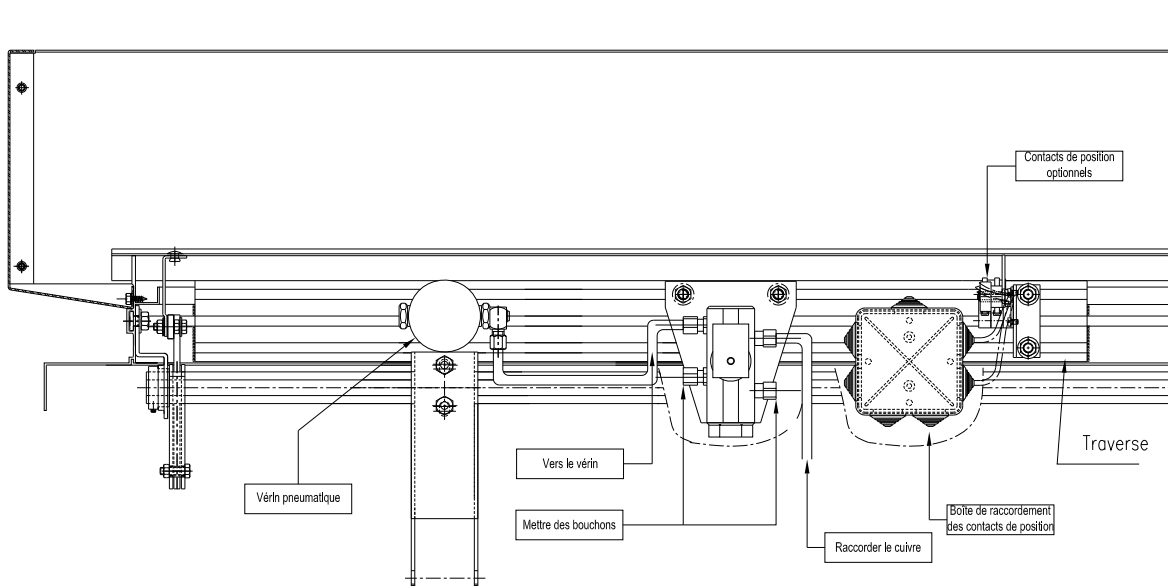 Contacts de position
optionnels
Traverse
Vers le vérin
Vérin pneumatique
Mettre des bouchons
Boîte de raccordement
des contacts de position
Raccorder le cuivre